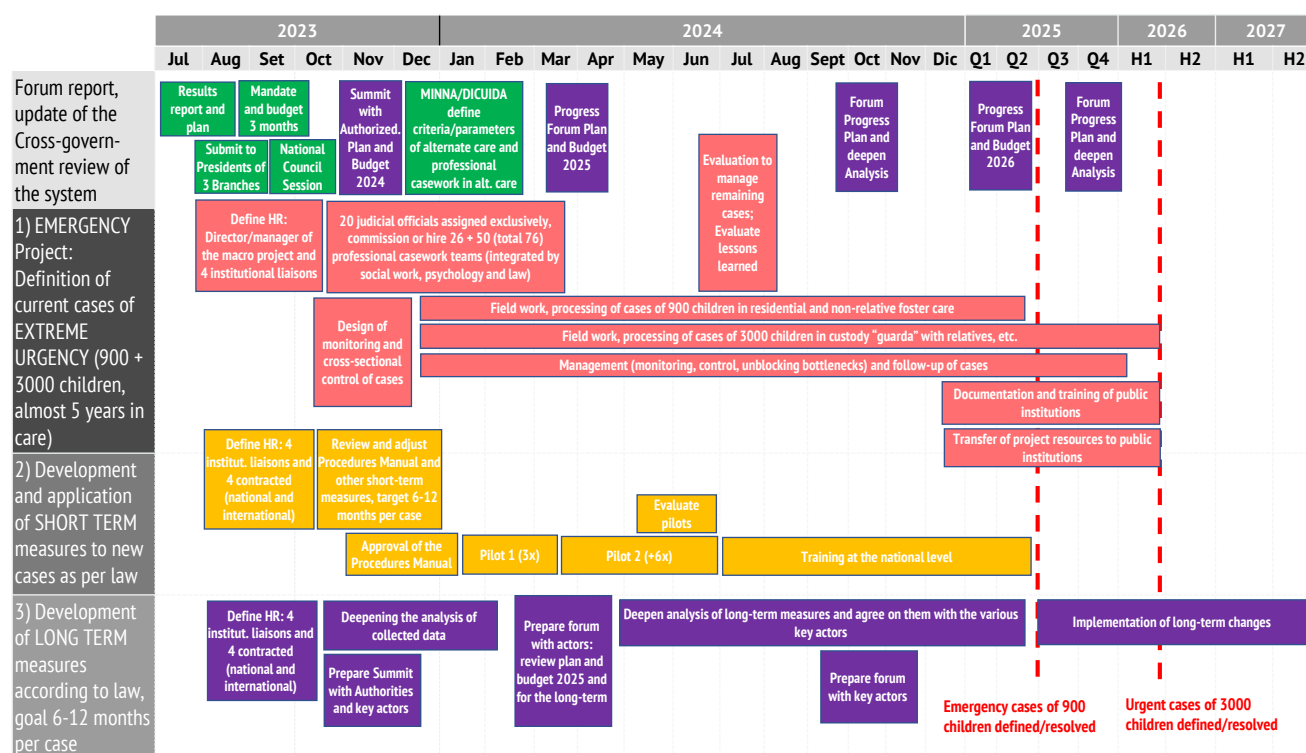 2023
2024
2025
2026
2027
Jul
Aug
Set
Oct
Nov
Dec
Jan
Feb
Mar
Apr
May
Jun
Jul
Aug
Sept
Oct
Nov
Dic
Q1
Q2
Q3
Q4
H1
H2
H1
H2
Forum report,
update of the
Cross-govern-
ment review of
the system
Results
report and
plan
Mandate
and budget
3 months
Submit to
Presidents of
3 Branches
National
Council
Session
Summit
with
Authorized.
Plan and
Budget
2024
MINNA/DICUIDA
define
criteria/parameters
of alternate care and
professional
casework in alt. care
Progress
Forum Plan
and Budget
2025
Evaluation to
manage
remaining
cases;
Evaluate
lessons
learned
Forum
Progress
Plan and
deepen
Analysis
Progress
Forum Plan
and Budget
2026
Forum
Progress
Plan and
deepen
Analysis
1) EMERGENCY
Project:
Definition of
current cases of
EXTREME
URGENCY (900 +
3000 children,
almost 5 years in
care)
Define HR:
Director/manager of
the macro project and
4 institutional liaisons
20 judicial officials assigned exclusively,
commission or hire 26 + 50 (total 76)
professional casework teams (integrated by
social work, psychology and law)
Design of
monitoring and
cross-sectional
control of cases
Field work, processing of cases of 900 children in residential and non-relative foster care
Field work, processing of cases of 3000 children in custody “guarda” with relatives, etc.
Management (monitoring, control, unblocking bottlenecks) and follow-up of cases
Documentation and training of public
institutions
Transfer of project resources to public
institutions
2) Development
and application
of SHORT TERM
measures to new
cases as per law
Define HR: 4
institut. liaisons and
4 contracted
(national and
international)
Review and adjust
Procedures Manual and
other short-term
measures, target 6-12
months per case
Approval of the
Procedures Manual
Pilot 1 (3x)
Evaluate
pilots
Pilot 2 (+6x)
Training at the national level
3) Development
of LONG TERM
measures
according to law,
goal 6-12 months
per case
Define HR: 4
institut. liaisons and
4 contracted
(national and
international)
Deepening the analysis of
collected data
Prepare Summit
with Authorities
and key actors
Prepare forum
with actors:
review plan and
budget 2025 and
for the long-term
Deepen analysis of long-term measures and agree on them with the various
key actors
Prepare forum
with key actors
Implementation of long-term changes
Emergency cases of 900
children defined/resolved
Urgent cases of 3000
children defined/resolved